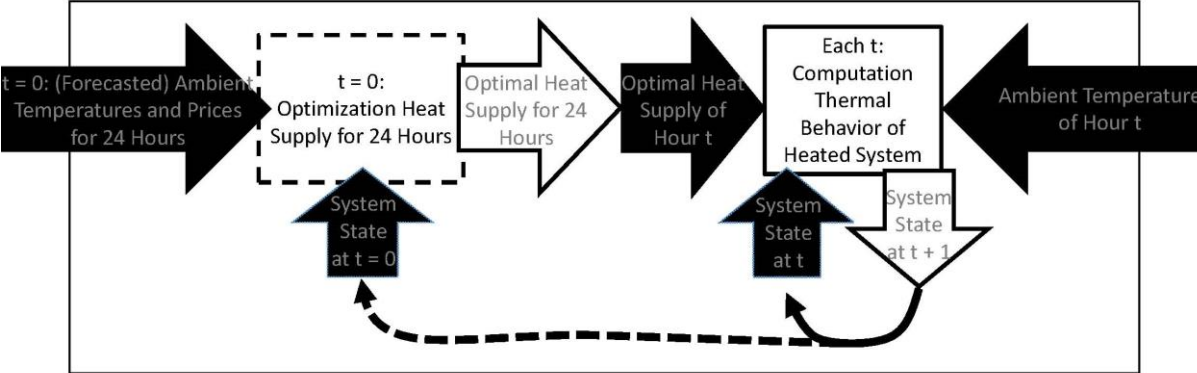 t = 0: (Forecasted) Ambient
Temperatures and Prices
for 24 Hours
t = 0:
Optimization Heat
Supply for 24 Hours
Optimal Heat
Supply for 24
Hours
Optimal Heat
Supply of
Hour t
Each t:
Computation
Thermal
Behavior of
Heated System
Ambient Temperature
of Hour t
System
State
at t = 0
System
State
at t
System
State
at t + 1